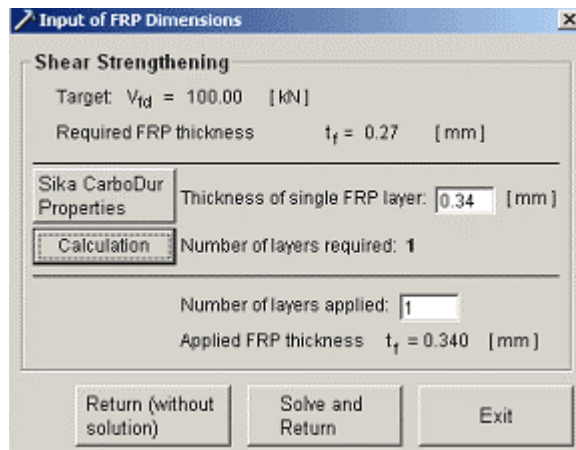 Input of FRP Dimensions
Shear Strengthening
Target: Vfd = 100.00 [kN]
Required FRP thickness tf = 0.27 [mm]
Sika CarboDur
Properties
Thickness of single FRP layer: 0.34 [mm]
Calculation
Number of layers required: 1
Number of layers applied: 1
Applied FRP thickness tf = 0.340 [mm]
Return (without
solution)
Solve and
Return
Exit